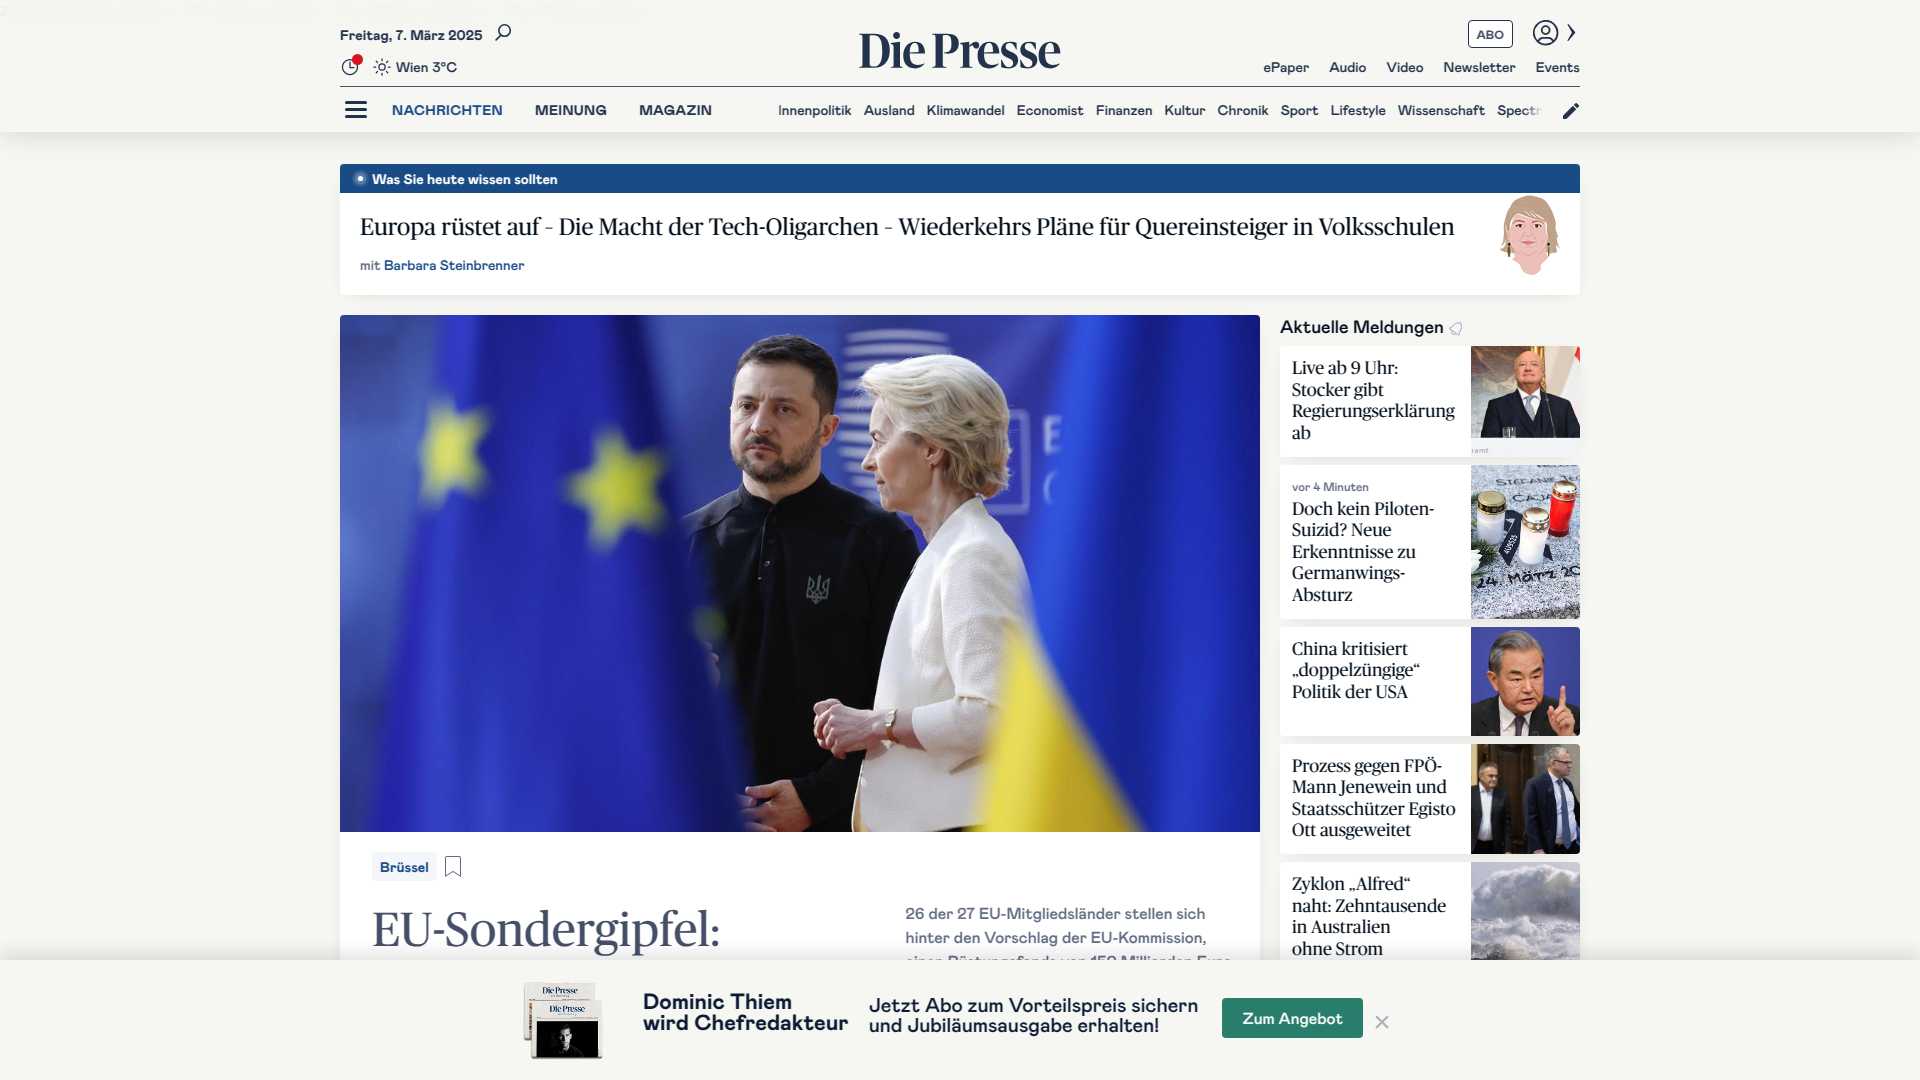 Freitag, 7. März 2025
Wien 3°C
Die Presse
ABO
ePaper Audio Video Newsletter Events
NACHRICHTEN MEINUNG MAGAZIN
Innenpolitik Ausland Klimawandel Economist Finanzen Kultur Chronik Sport Lifestyle Wissenschaft
Was Sie heute wissen sollten
Europa rüstet auf – Die Macht der Tech-Oligarchen – Wiederkehrs Pläne für Quereinsteiger in Volksschulen
mit Barbara Steinbrenner
Brüssel
EU-Sondergipfel:
26 der 27 EU-Mitgliedsländer stellen sich
hinter den Vorschlag der EU-Kommission,
Aktuelle Meldungen
Live ab 9 Uhr:
Stocker gibt
Regierungserklärung
ab
vor 4 Minuten
Doch kein Piloten-
Suizid? Neue
Erkenntnisse zu
Germanwings-
Absturz
24. März
China kritisiert
„doppelzüngige“
Politik der USA
Prozess gegen FPÖ-
Mann Jenewein und
Staatsschützer Egisto
Ott ausgeweitet
Zyklon „Alfred“
naht: Zehntausende
in Australien
ohne Strom
Die Presse
Die Presse
Dominic Thiem
wird Chefredakteur
Jetzt Abo zum Vorteilspreis sichern
und Jubiläumsausgabe erhalten!
Zum Angebot